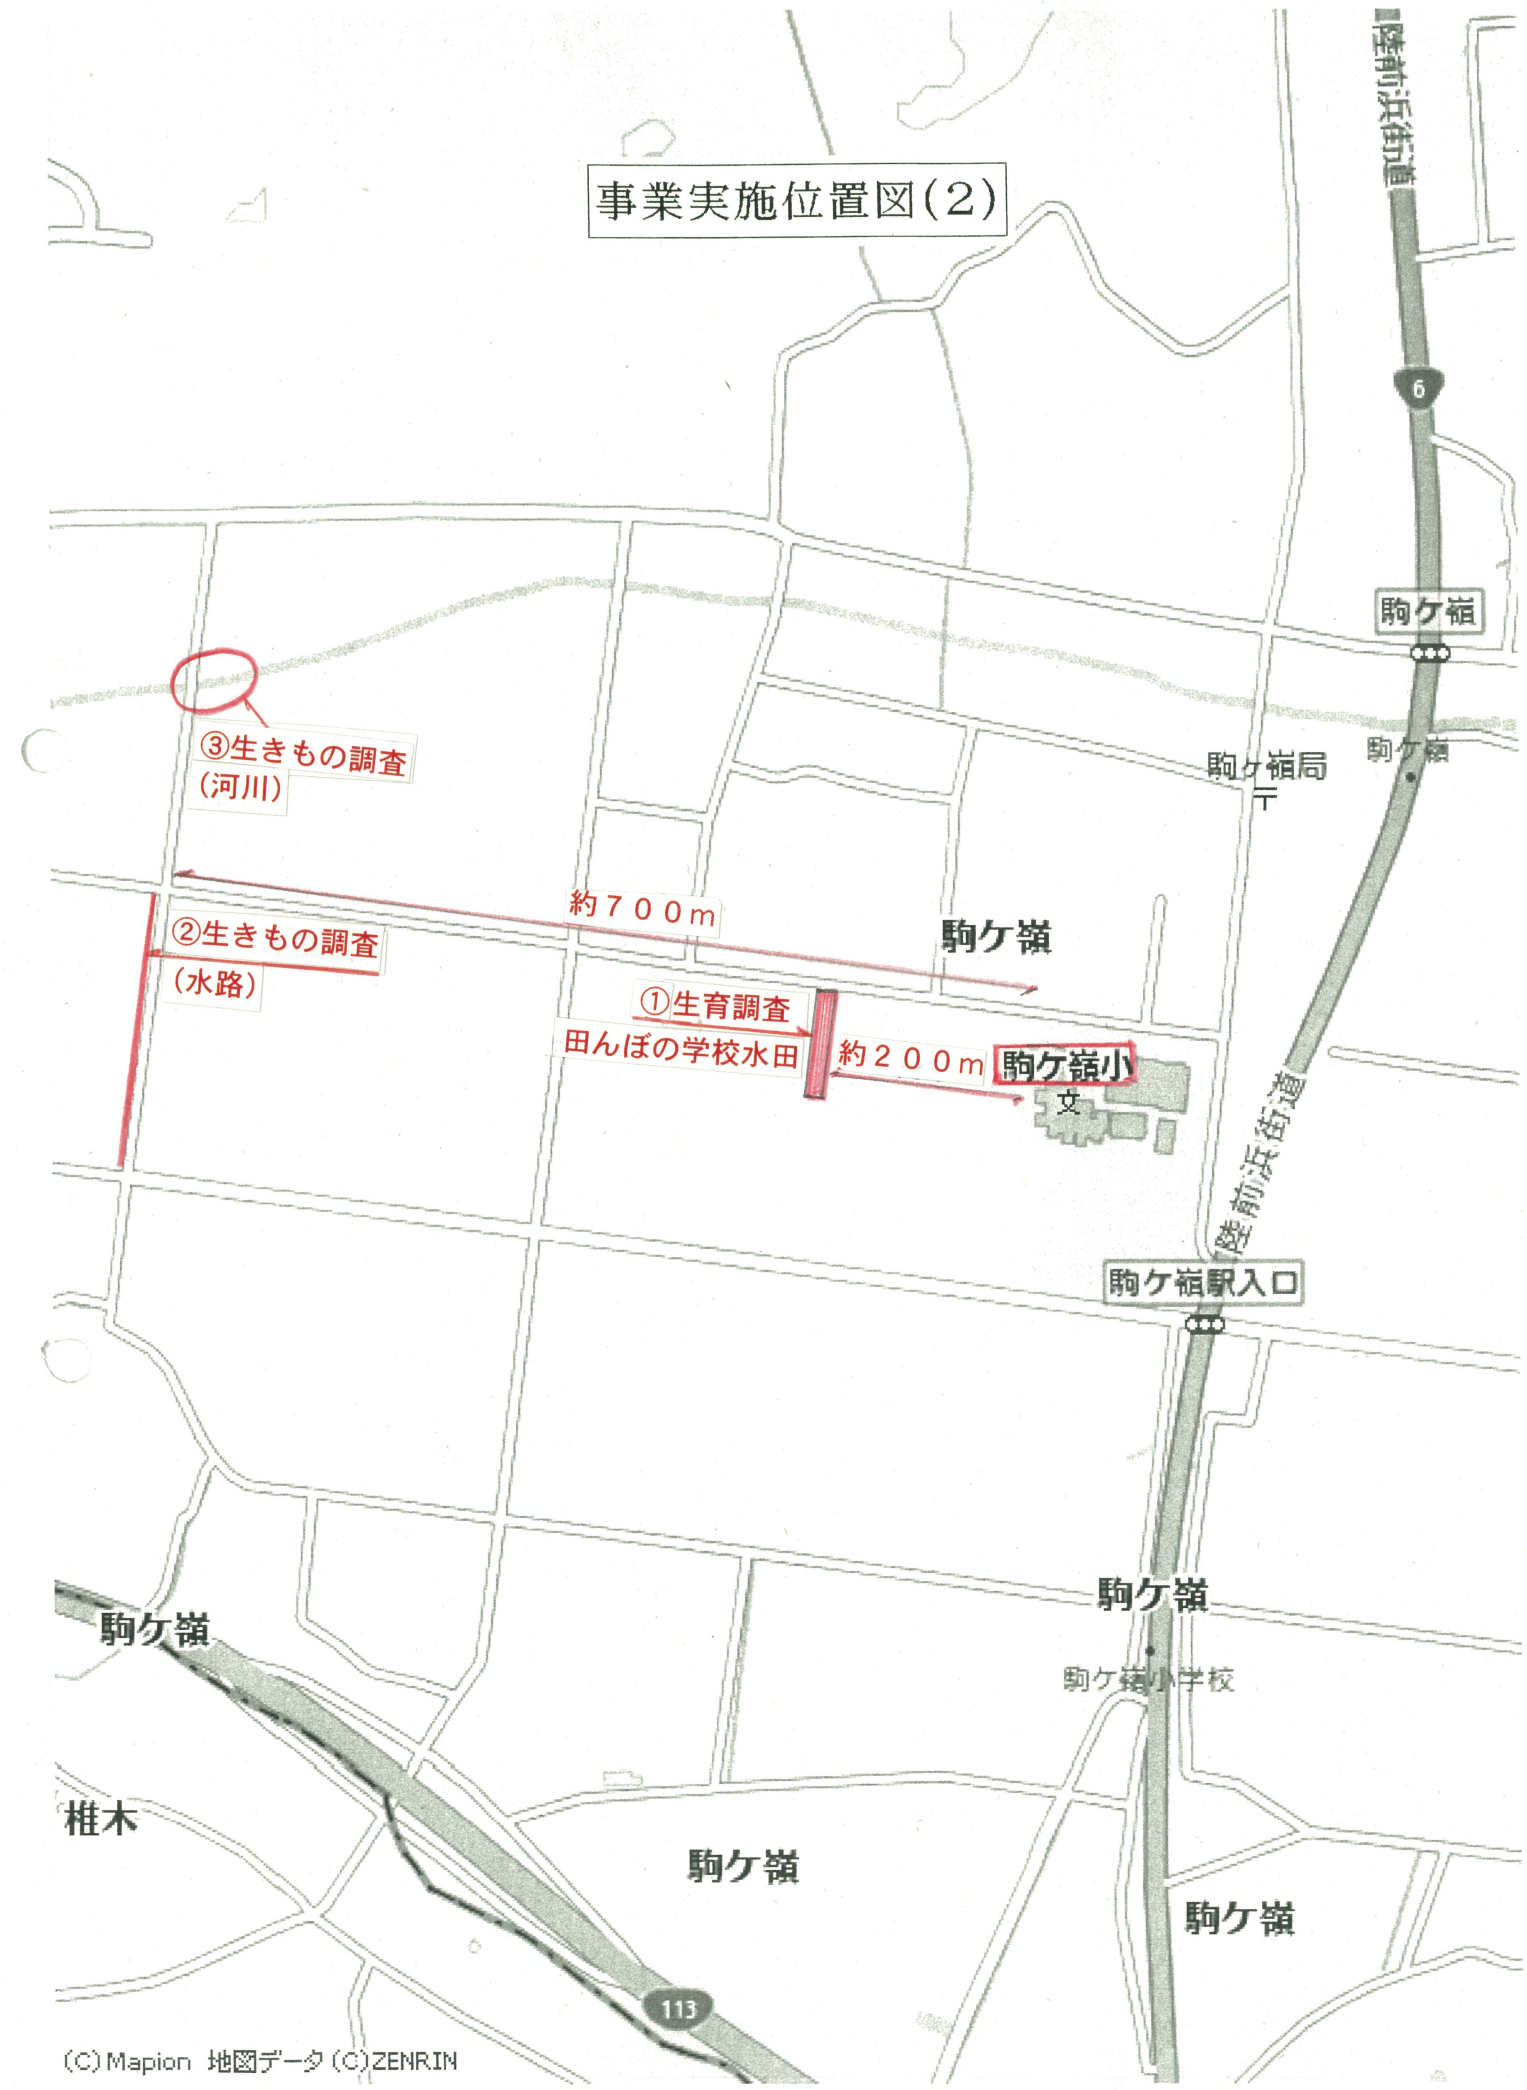 陸前浜街道
事業実施位置図(2)
6
駒ケ嶺
駒ケ嶺
駒ヶ嶺局
〒
③生きもの調査
(河川)
約700m
②生きもの調査
(水路)
駒ケ嶺
①生育調査
田んぼの学校水田
約200m
駒ケ嶺小
文
陸前浜街道
駒ケ嶺駅入口
駒ケ嶺
駒ケ嶺
駒ケ嶺小学校
椎木
駒ケ嶺
駒ケ嶺
113
(C)Mapion 地図データ(C)ZENRIN